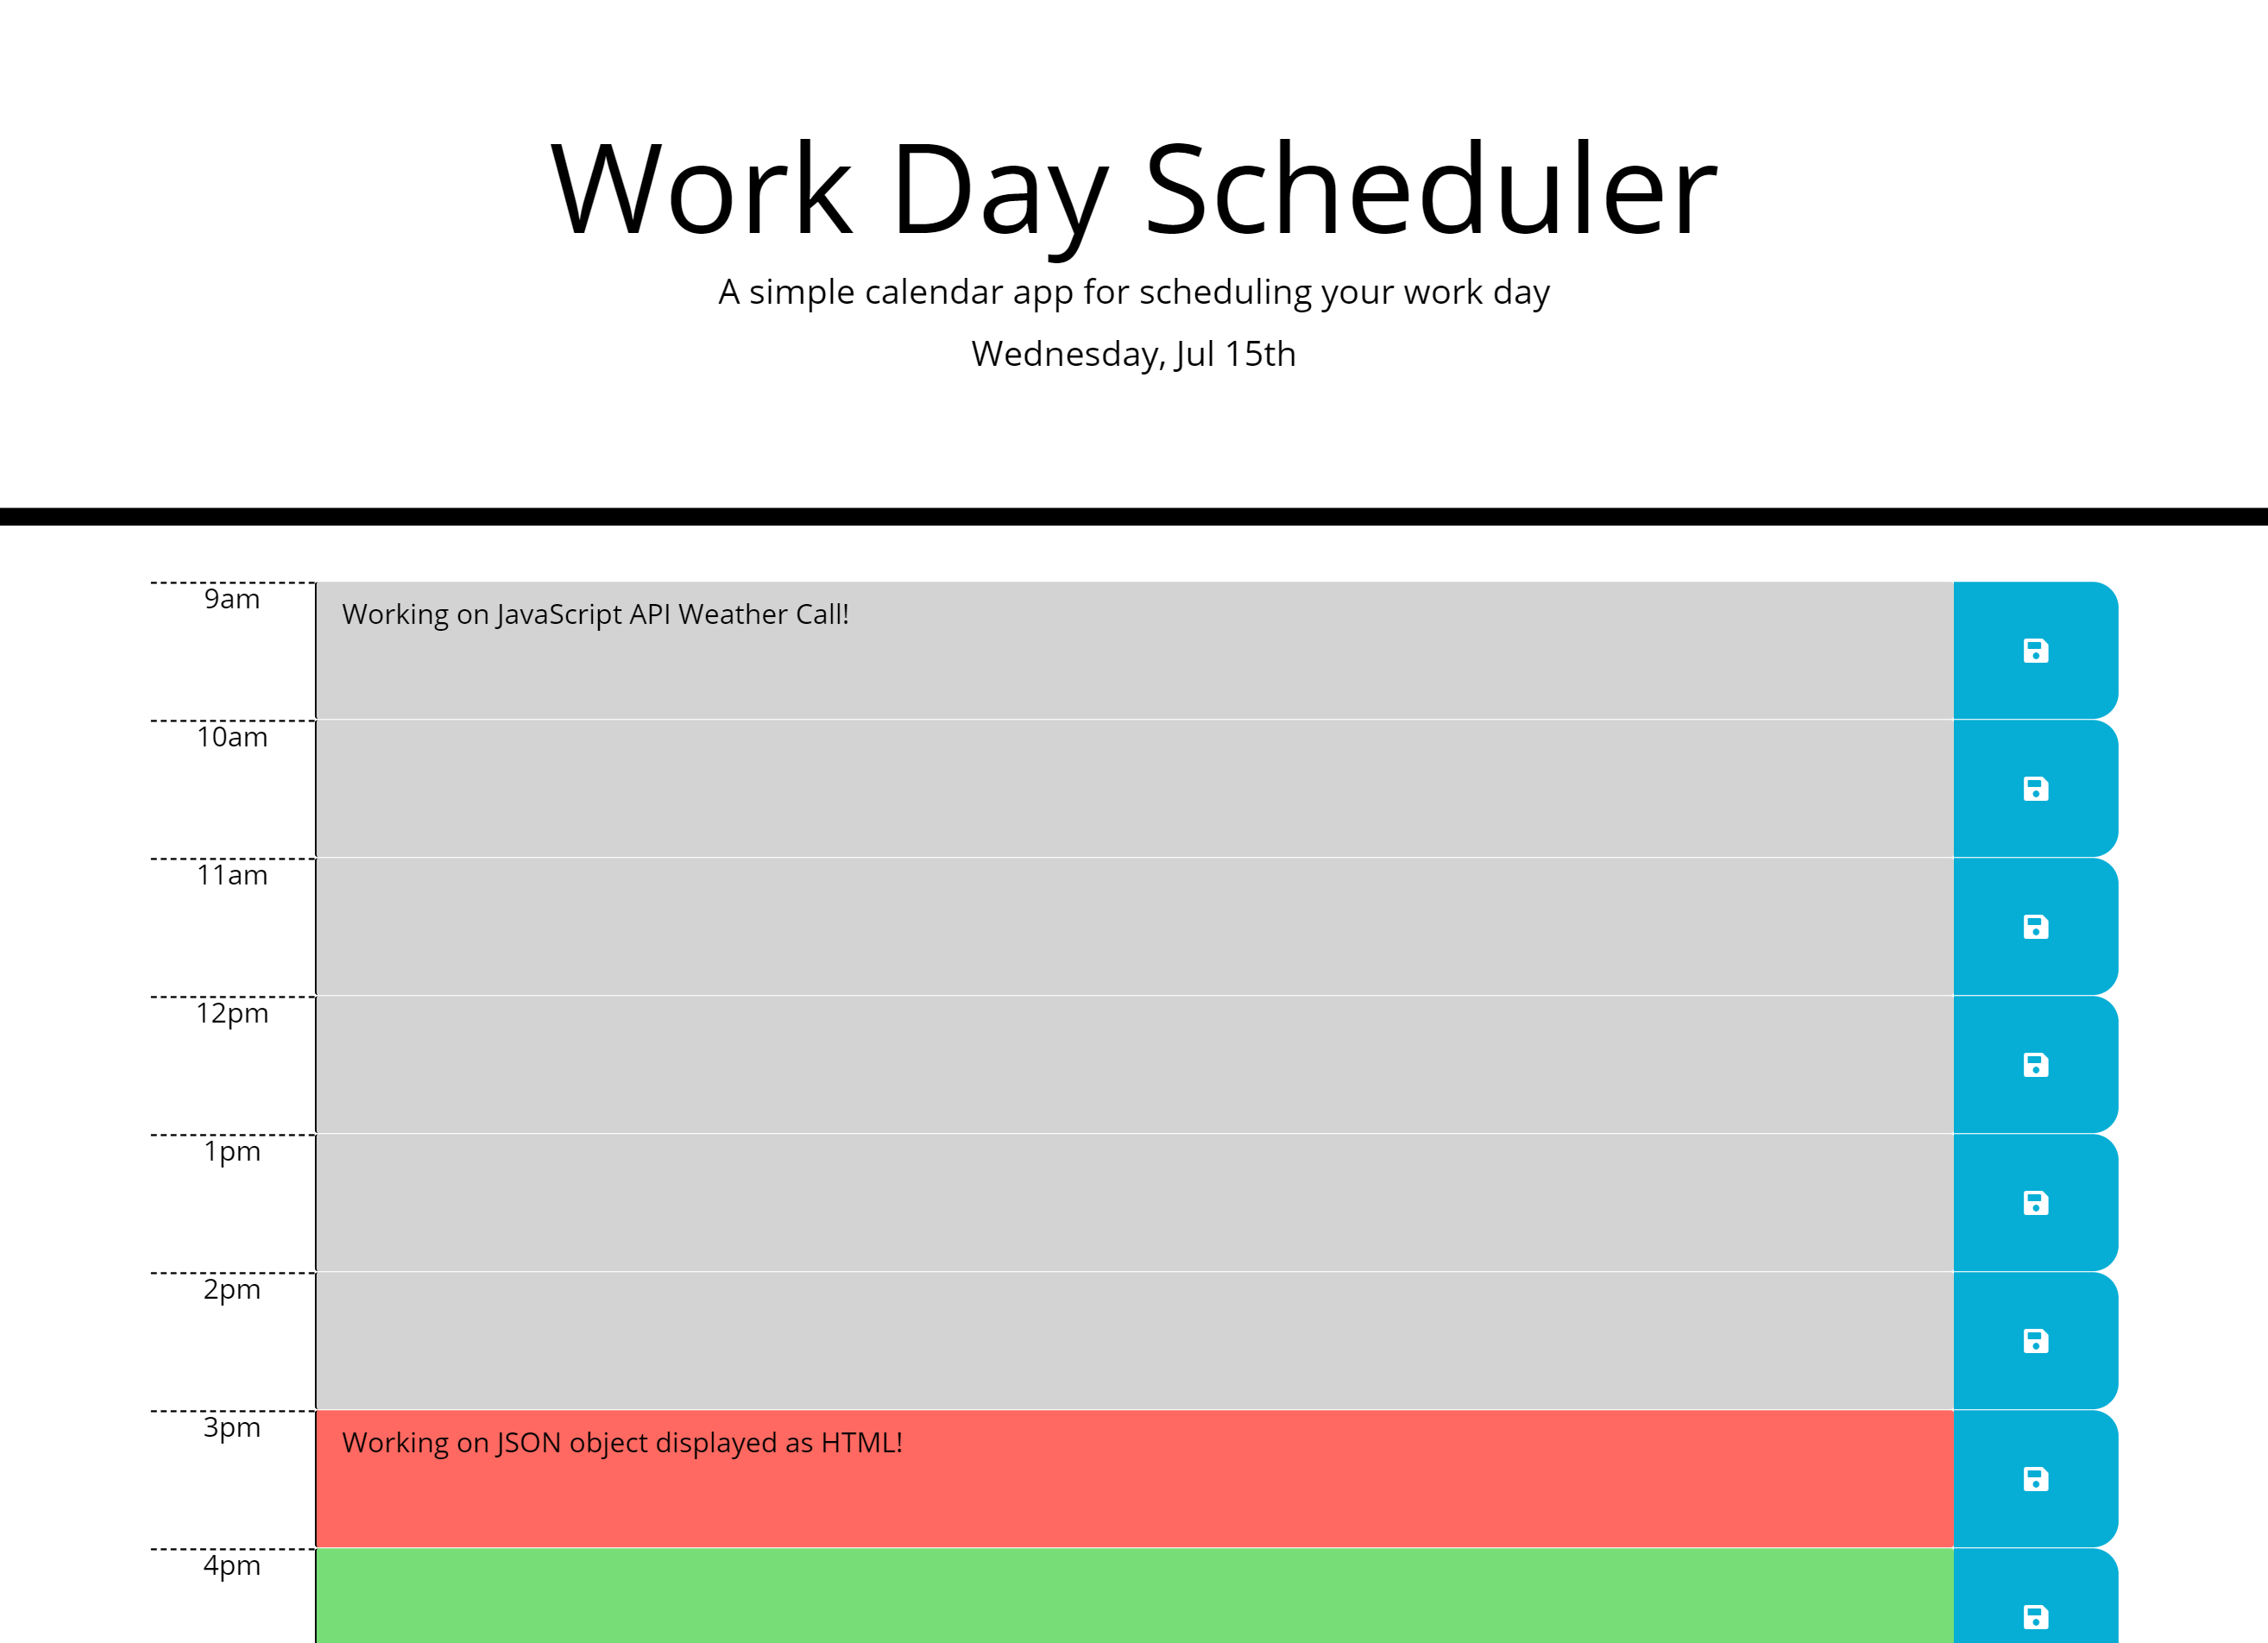 Work Day Scheduler
A simple calendar app for scheduling your work day
Wednesday, Jul 15th
9am
Working on JavaScript API Weather Call!
10am
11am
12pm
1pm
2pm
3pm
Working on JSON object displayed as HTML!
4pm